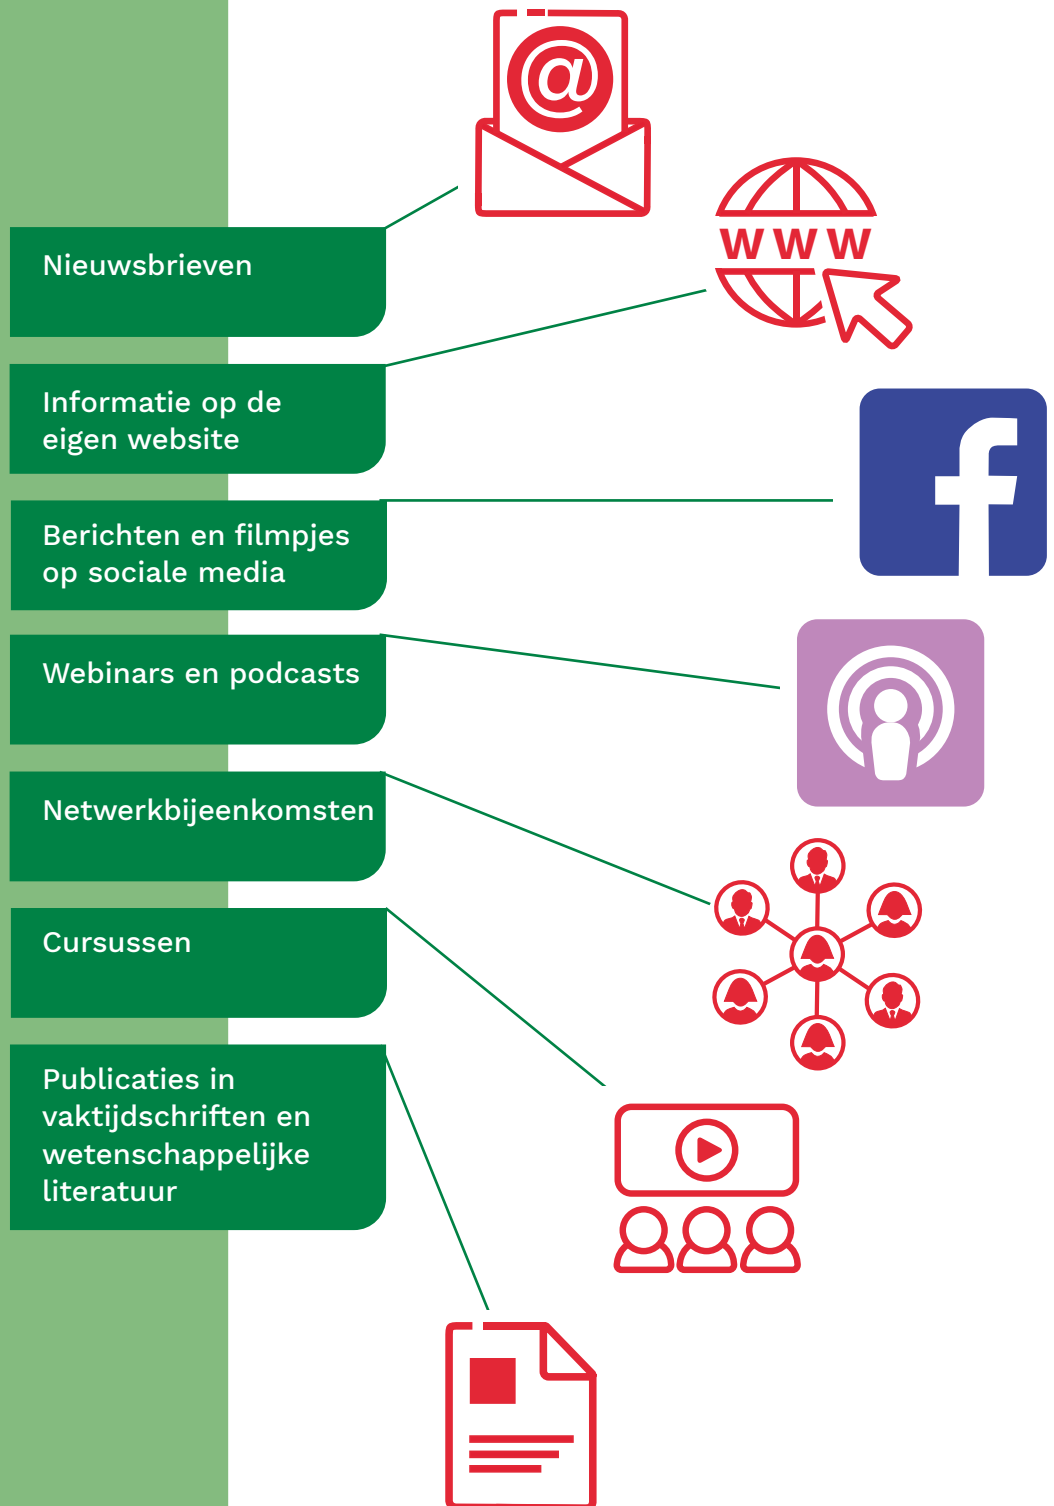 @
WWW
Nieuwsbrieven
Informatie op de
eigen website
Berichten en filmpjes
op sociale media
Webinars en podcasts
Netwerkbijeenkomsten
Cursussen
Publicaties in
vaktijdschriften en
wetenschappelijke
literatuur